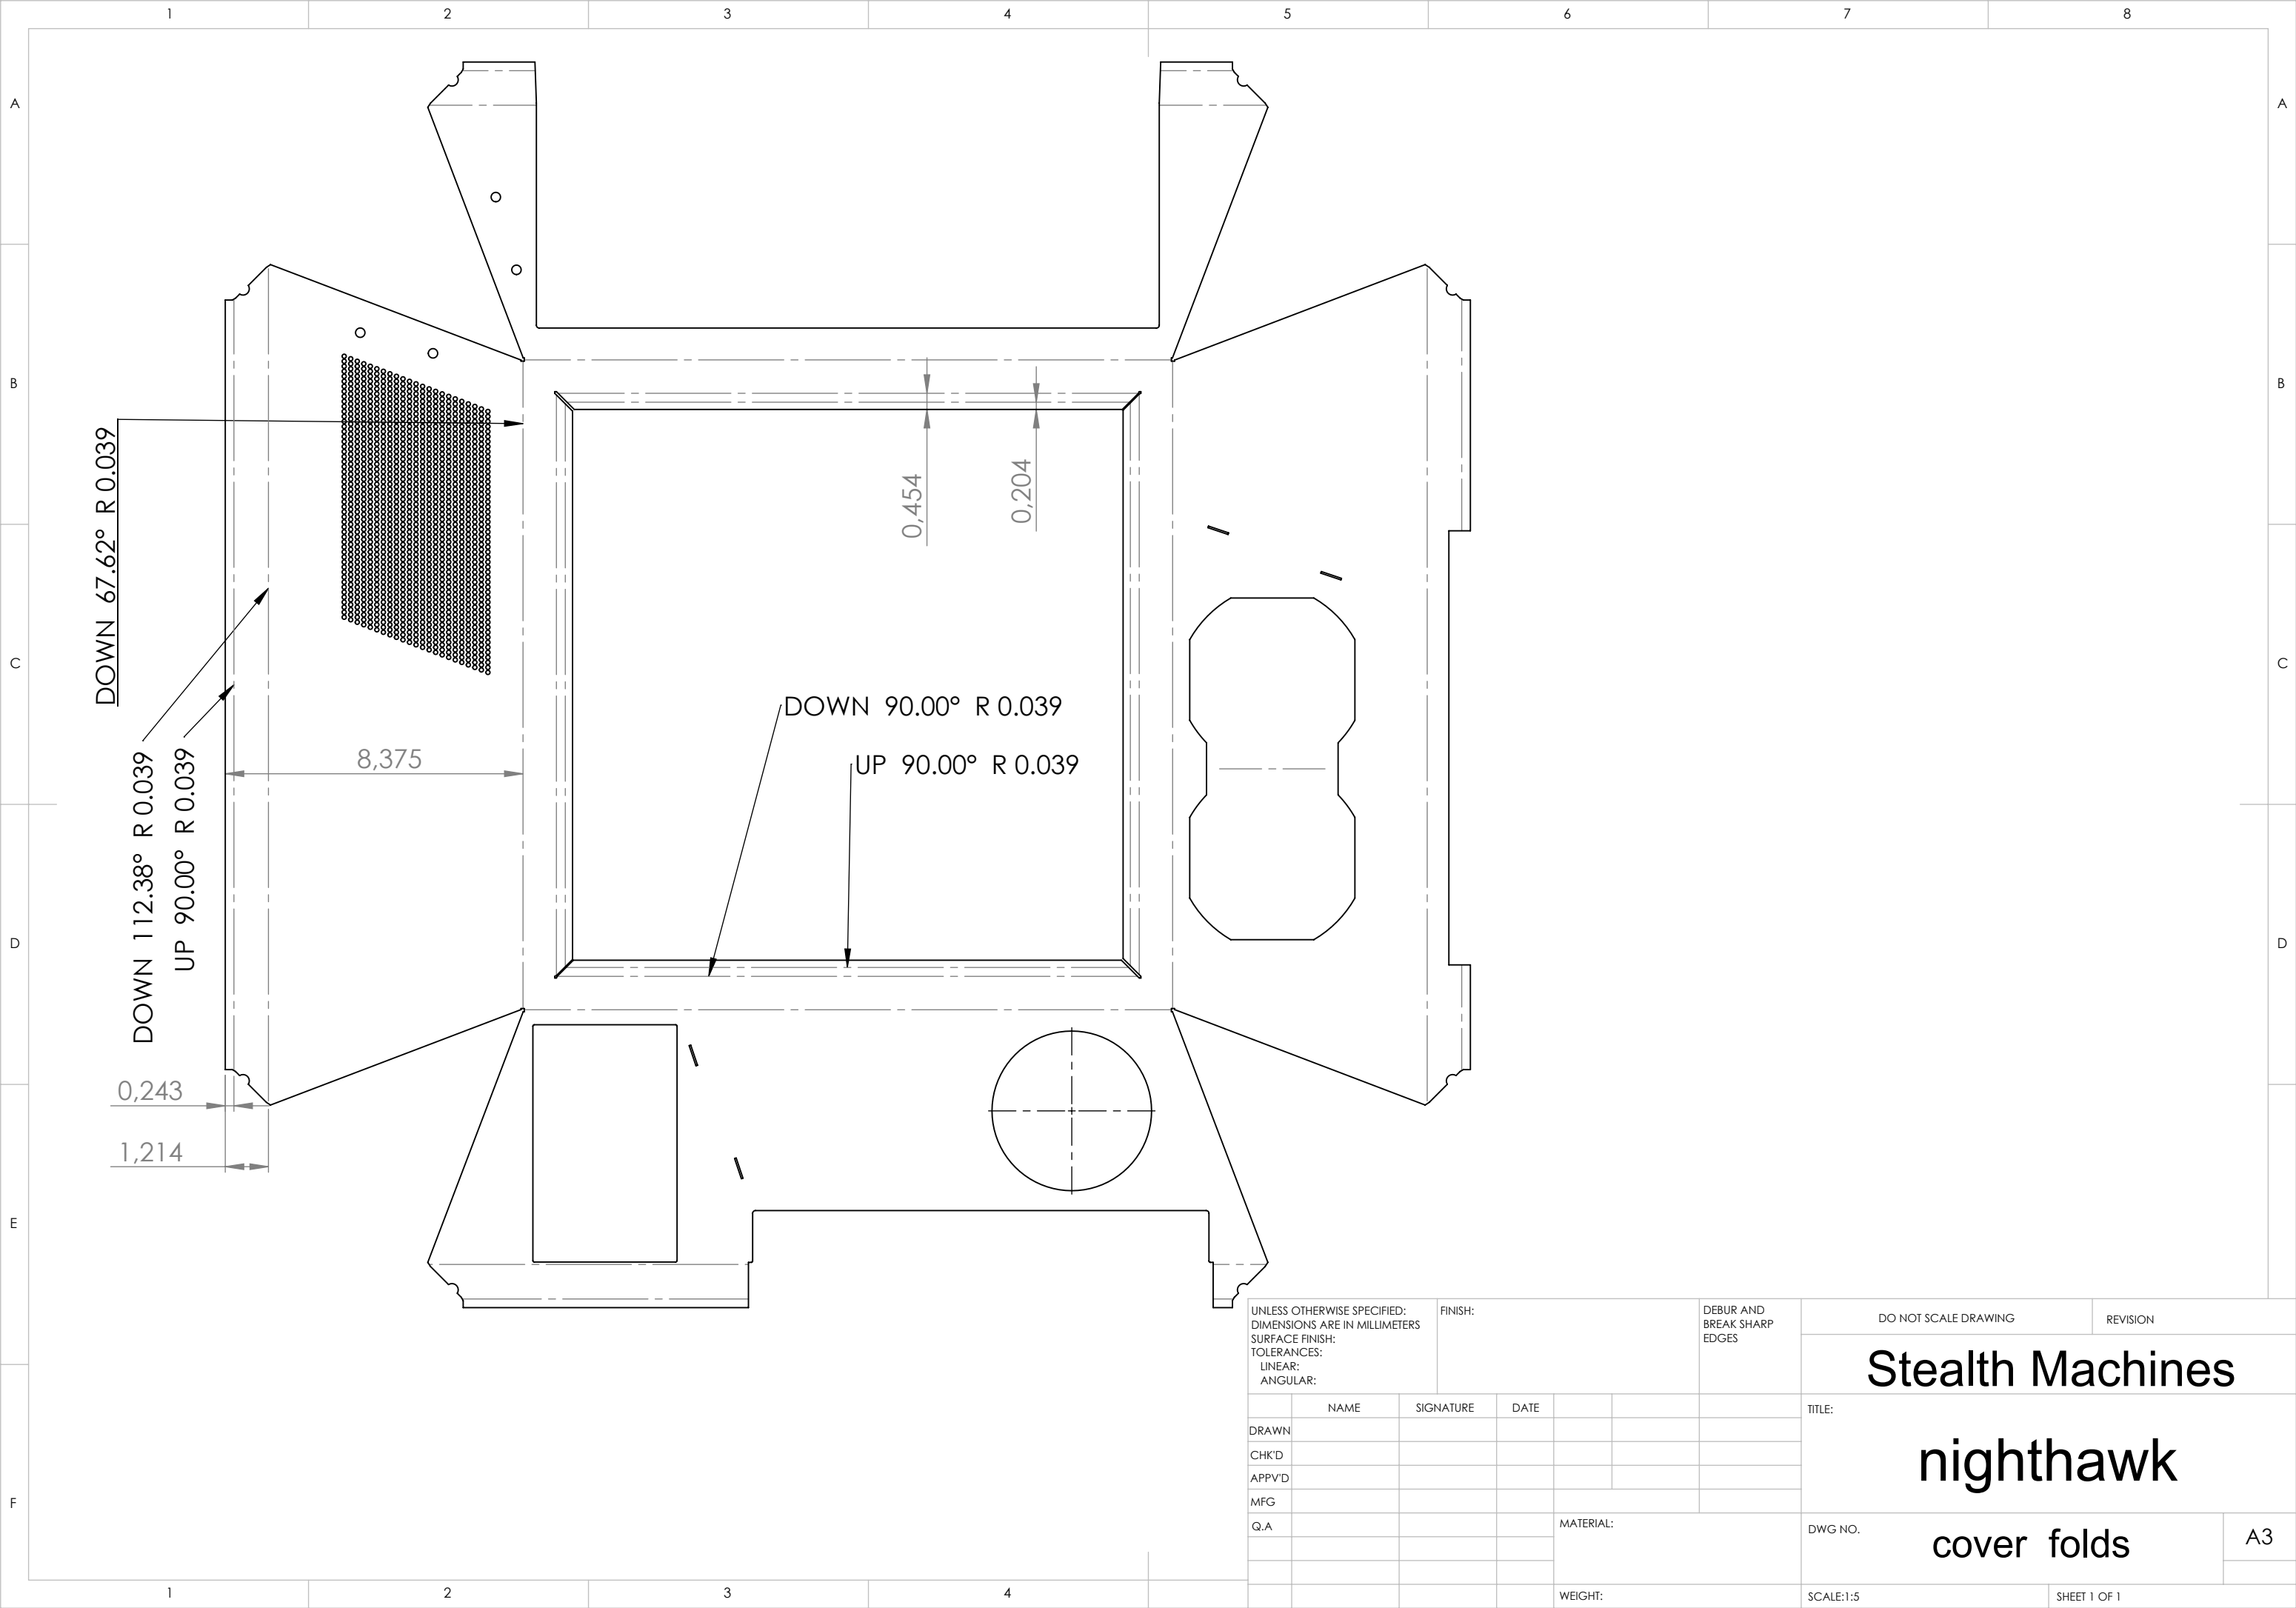 1 2 3 4 5 6 7 8
A A
B B
C C
D D
E
F
DOWN 67.62° R 0.039
0,454
0,204
DOWN 90.00° R 0.039
UP 90.00° R 0.039
8,375
DOWN 112.38° R 0.039
UP 90.00° R 0.039
0,243
1,214
UNLESS OTHERWISE SPECIFIED:
DIMENSIONS ARE IN MILLIMETERS
SURFACE FINISH:
TOLERANCES:
LINEAR:
ANGULAR:
FINISH:
DEBUR AND
BREAK SHARP
EDGES
DO NOT SCALE DRAWING
REVISION
Stealth Machines
NAME SIGNATURE DATE
DRAWN
CHK'D
APPV'D
MFG
Q.A
TITLE:
nighthawk
MATERIAL:
DWG NO.
cover folds
A3
WEIGHT:
SCALE:1:5
SHEET 1 OF 1
1 2 3 4